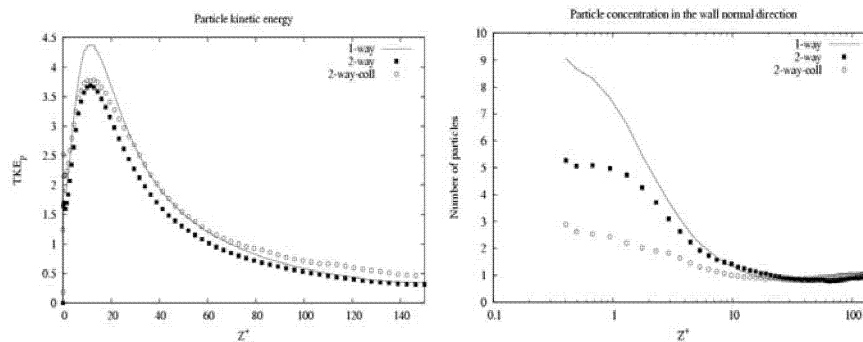 Particle kinetic energy
4.5
4
3.5
3
2.5
2
1.5
1
0.5
0
TKEp
1-way
2-way
2-way-coll
0
20
40
60
80
100
120
140
Z+
Particle concentration in the wall normal direction
10
9
8
7
6
5
4
3
2
1
0
Number of particles
1-way
2-way
2-way-coll
0.1
1
10
100
Z+